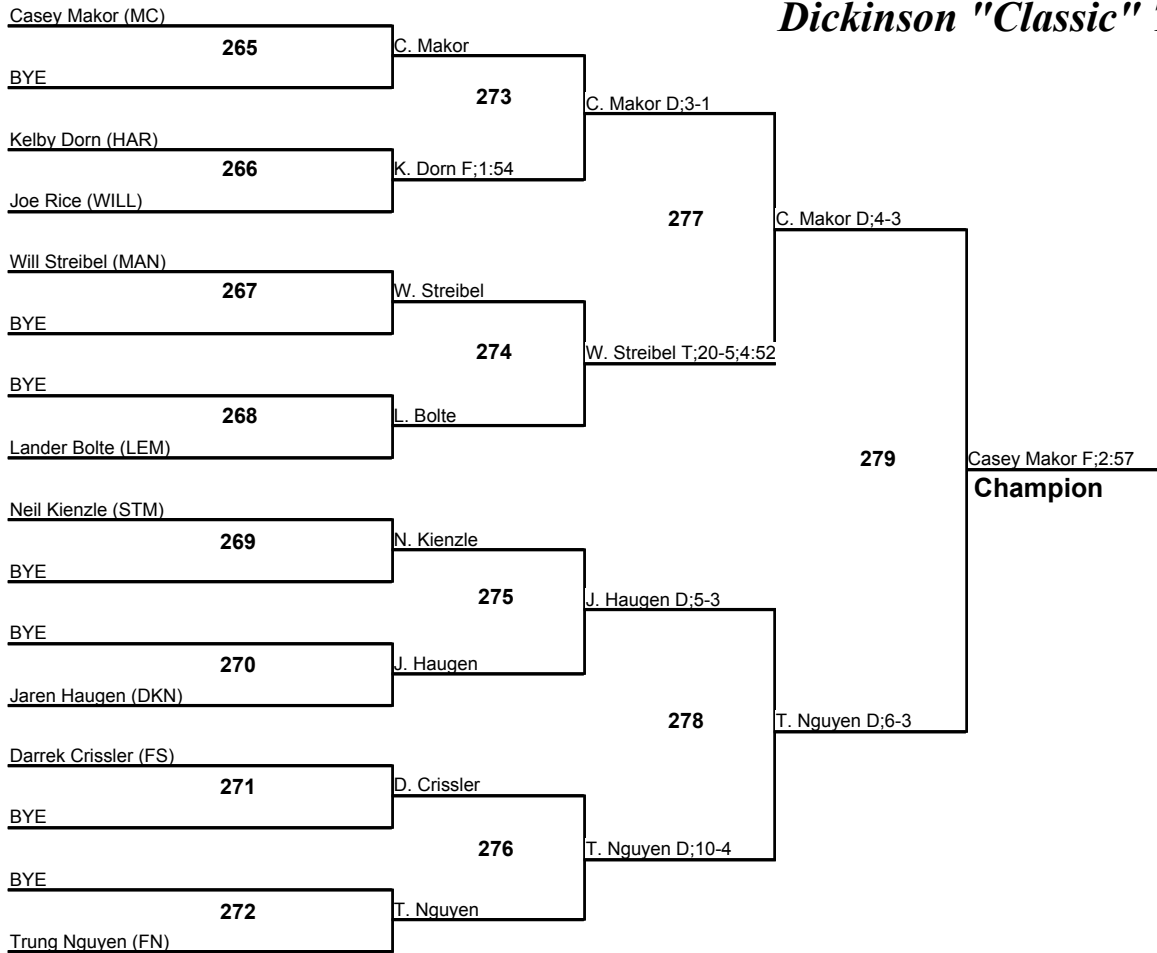 Dickinson "Classic"
Casey Makor (MC)
265
C. Makor
BYE
273
C. Makor D;3-1
Kelby Dorn (HAR)
266
K. Dorn F;1:54
Joe Rice (WILL)
277
C. Makor D;4-3
Will Streibel (MAN)
267
W. Streibel
BYE
274
W. Streibel T;20-5;4:52
BYE
268
L. Bolte
Lander Bolte (LEM)
279
Casey Makor F;2:57
Champion
Neil Kienzle (STM)
269
N. Kienzle
BYE
275
J. Haugen D;5-3
BYE
270
J. Haugen
Jaren Haugen (DKN)
278
T. Nguyen D;6-3
Darrek Crissler (FS)
271
D. Crissler
BYE
276
T. Nguyen D;10-4
BYE
272
T. Nguyen
Trung Nguyen (FN)